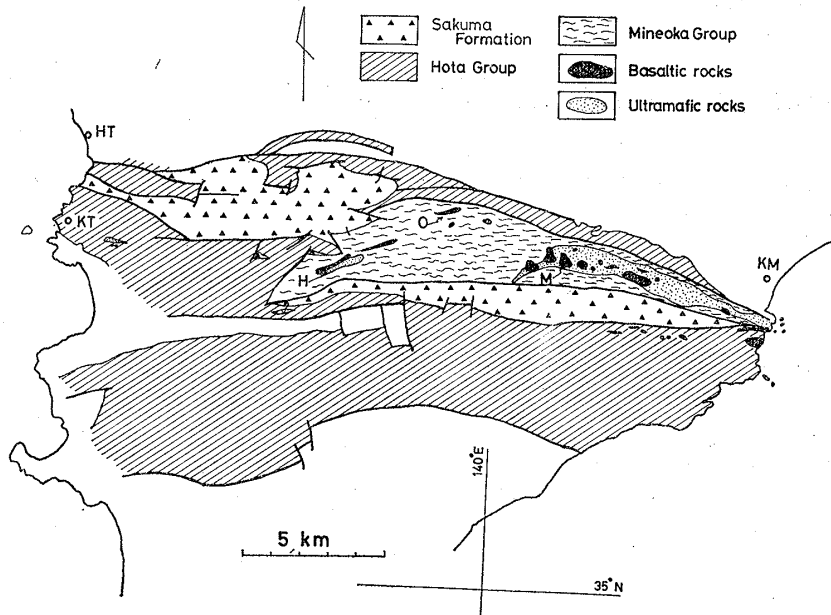 Sakuma
Formation
Hota Group
Mineoka Group
Basaltic rocks
Ultramafic rocks
HT
KT
O
H
M
KM
5 km
140°E
35°N